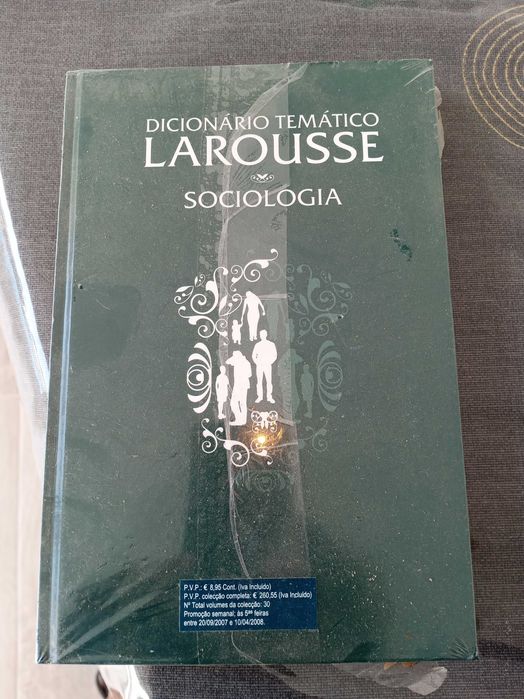 DICIONÁRIO TEMÁTICO
LAROUSSE
SOCIOLOGIA
P.V.P.: € 8,95 Cont. (Iva Incluído)
P.V.P. colecção completa: € 260,55 (Iva Incluído)
Nº Total volumes da colecção: 30
Promoção semanal; às 5ªˢ feiras
entre 20/09/2007 e 10/04/2008.